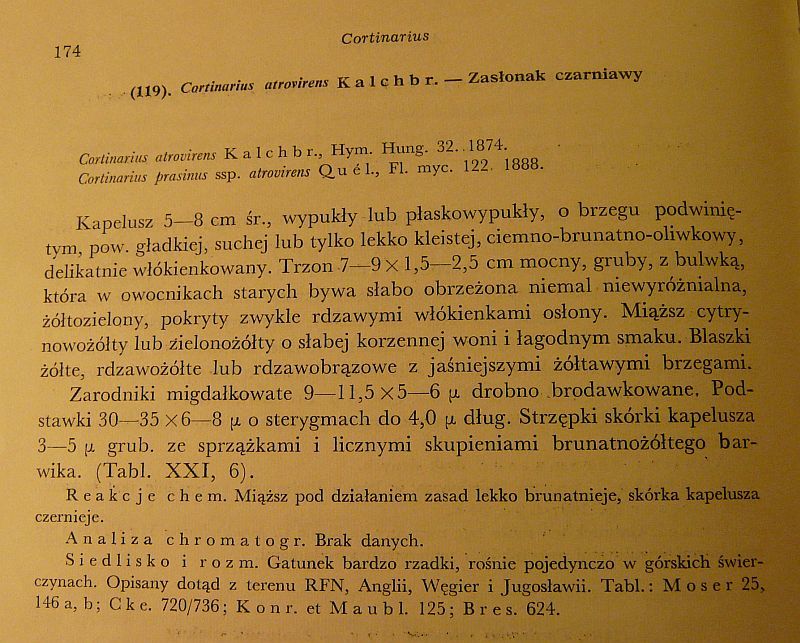 174
Cortinarius
(119). Cortinarius atrovirens Kalchbr. — Zasłonak czarniawy
Cortinarius atrovirens Kalchbr., Hym. Hung. 32. 1874.
Cortinarius prasinus ssp. atrovirens Quél., Fl. myc. 122. 1888.
Kapelusz 5—8 cm śr., wypukły lub płaskowypukły, o brzegu podwinię-
tym, pow. gładkiej, suchej lub tylko lekko kleistej, ciemno-brunatno-oliwkowy,
delikatnie włókienkowany. Trzon 7—9 × 1,5—2,5 cm mocny, gruby, z bulwką,
która w owocnikach starych bywa słabo obrzeżona niemal niewyróżnialna,
żółtozielony, pokryty zwykle rdzawymi włókienkami osłony. Miąższ cytry-
nowożółty lub zielonożółty o słabej korzennej woni i łagodnym smaku. Blaszki
żółte, rdzawożółte lub rdzawobrązowe z jaśniejszymi żółtawymi brzegami.
Zarodniki migdałkowate 9—11,5 × 5—6 μ drobno brodawkowane. Pod-
stawki 30—35 × 6—8 μ o sterygmach do 4,0 μ dług. Strzępki skórki kapelusza
3—5 μ grub. ze sprzążkami i licznymi skupieniami brunatnożółtego bar-
wika. (Tabl. XXI, 6).
Reakcje chem. Miąższ pod działaniem zasad lekko brunatnieje, skórka kapelusza
czernieje.
Analiza chromatogr. Brak danych.
Siedlisko i rozm. Gatunek bardzo rzadki, rośnie pojedynczo w górskich świer-
czynach. Opisany dotąd z terenu RFN, Anglii, Węgier i Jugosławii. Tabl.: Moser 25,
146 a, b; Cke. 720/736; Konr. et Maubl. 125; Bres. 624.